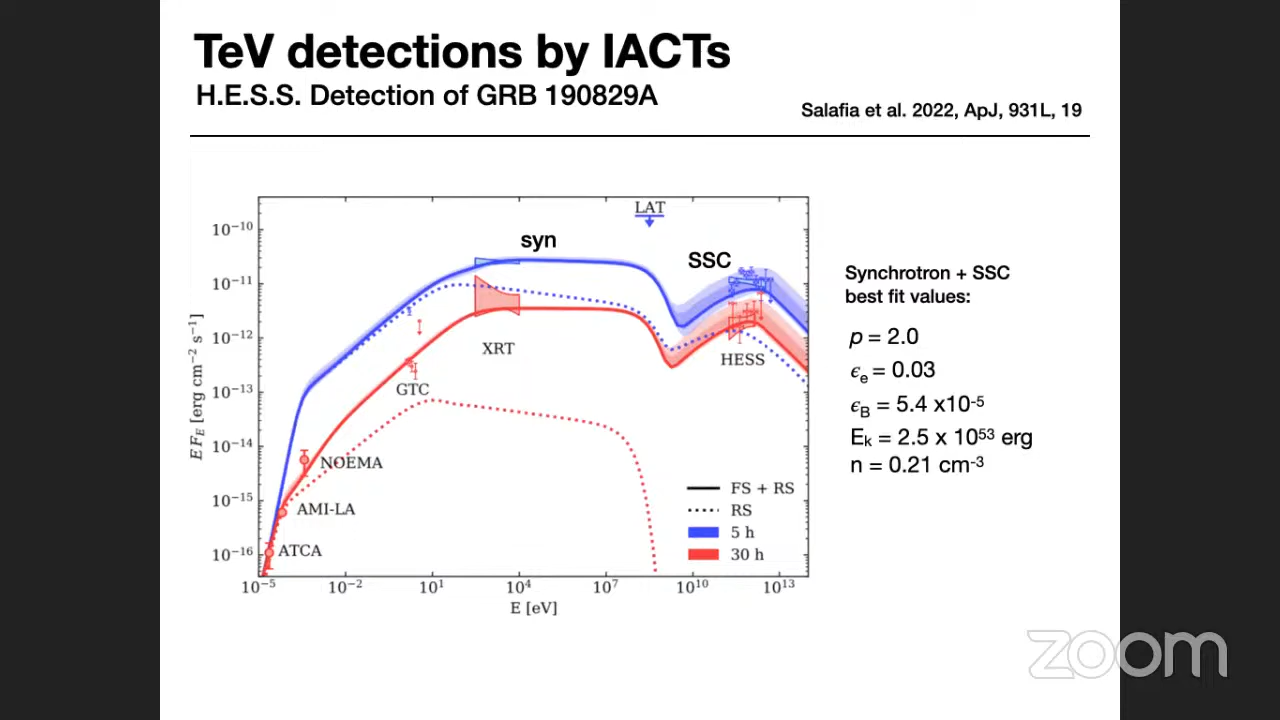 TeV detections by IACTs
H.E.S.S. Detection of GRB 190829A
Salafia et al. 2022, ApJ, 931L, 19
LAT
syn
SSC
XRT
HESS
GTC
NOEMA
AMI-LA
ATCA
FS + RS
RS
5 h
30 h
10⁻¹⁰
10⁻¹¹
10⁻¹²
10⁻¹³
10⁻¹⁴
10⁻¹⁵
10⁻¹⁶
E F_E [erg cm⁻² s⁻¹]
10⁻⁵ 10⁻² 10¹ 10⁴ 10⁷ 10¹⁰ 10¹³
E [eV]
Synchrotron + SSC
best fit values:
p = 2.0
ϵe = 0.03
ϵB = 5.4 x10⁻⁵
Ek = 2.5 x 10⁵³ erg
n = 0.21 cm⁻³
zoom